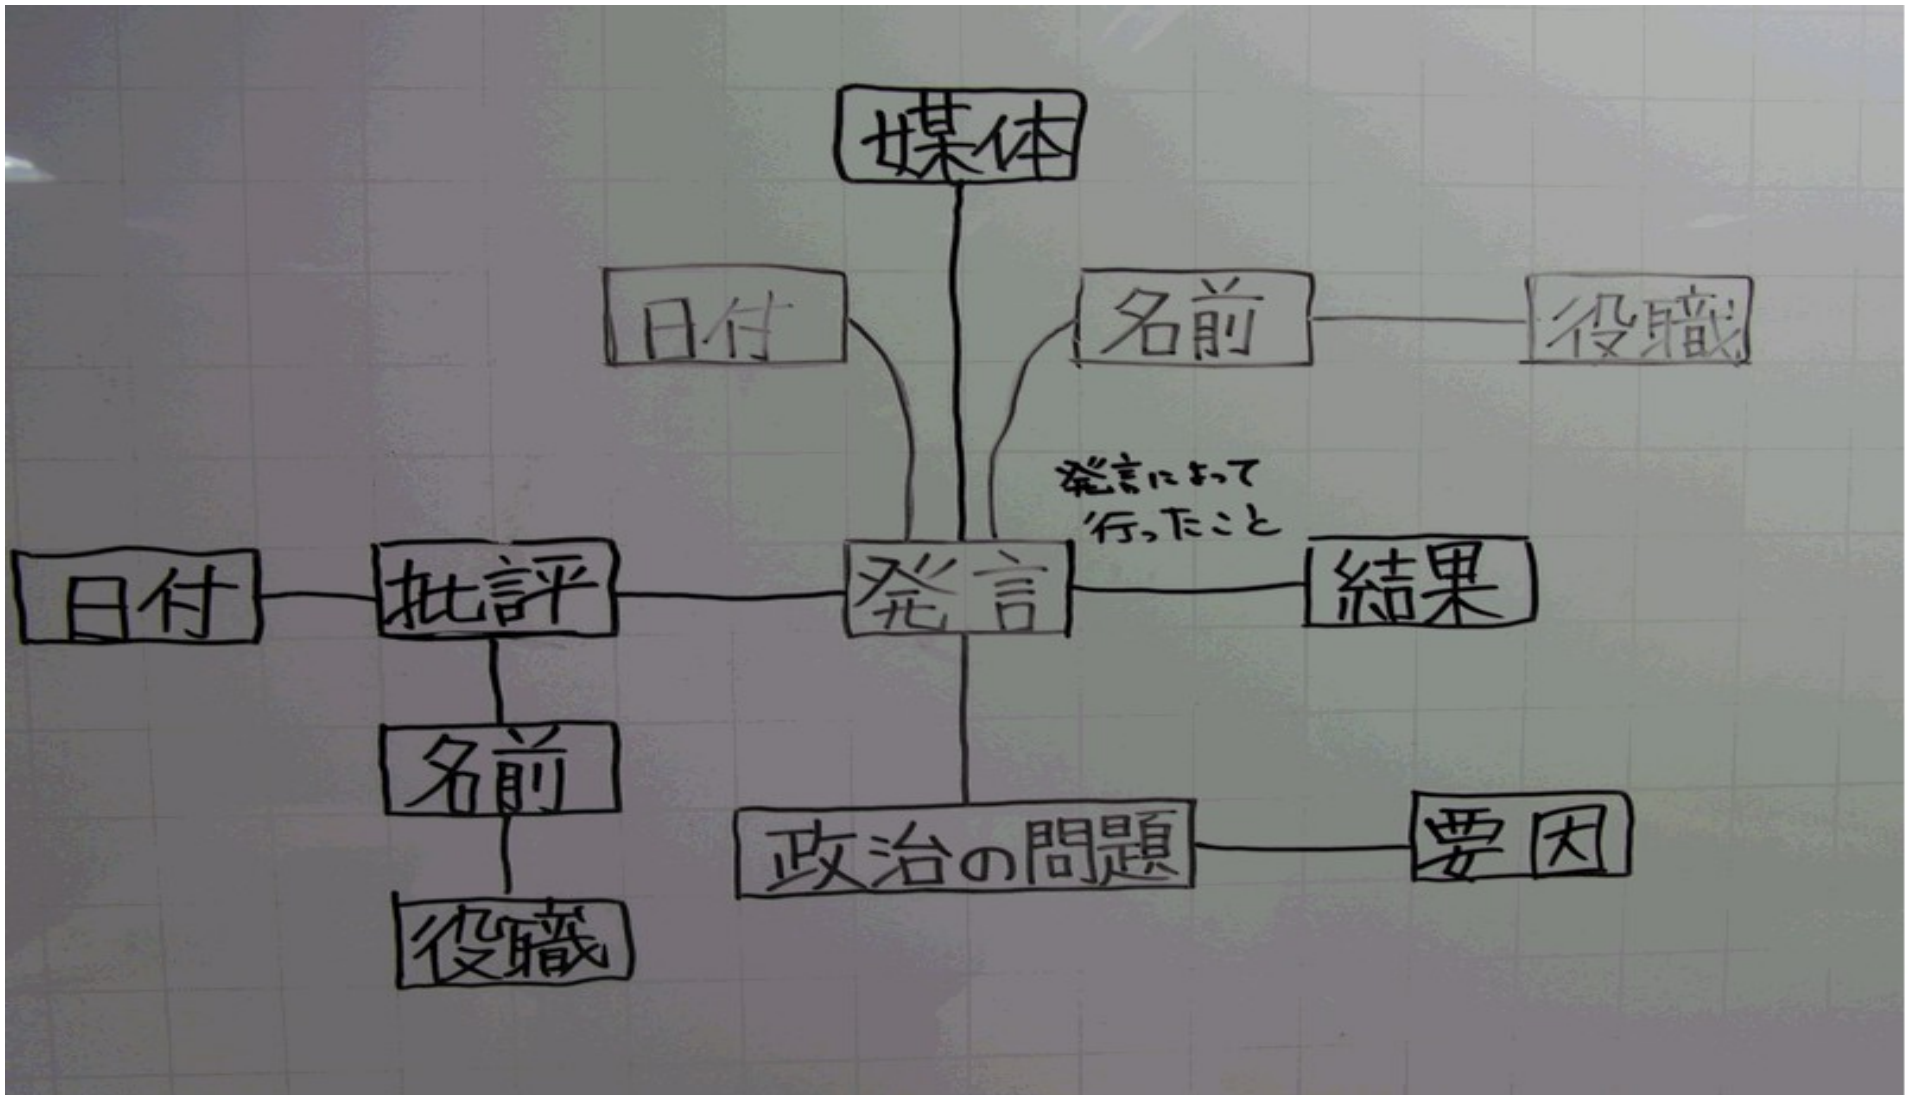 媒体
日付
名前
役職
発言によって
行ったこと
日付
批評
発言
結果
名前
政治の問題
要因
役職